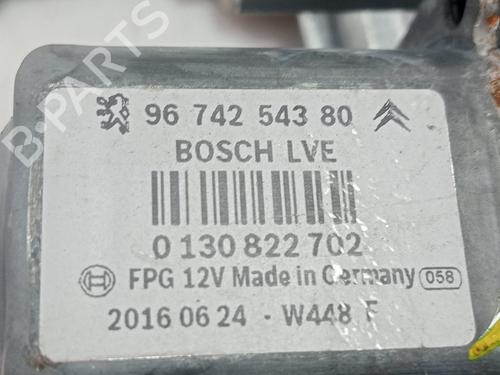 B-PARTS
96 742 543 80
BOSCH LVE
0 130 822 702
FPG 12V Made in Germany 058
2016 06 24 - W448 F